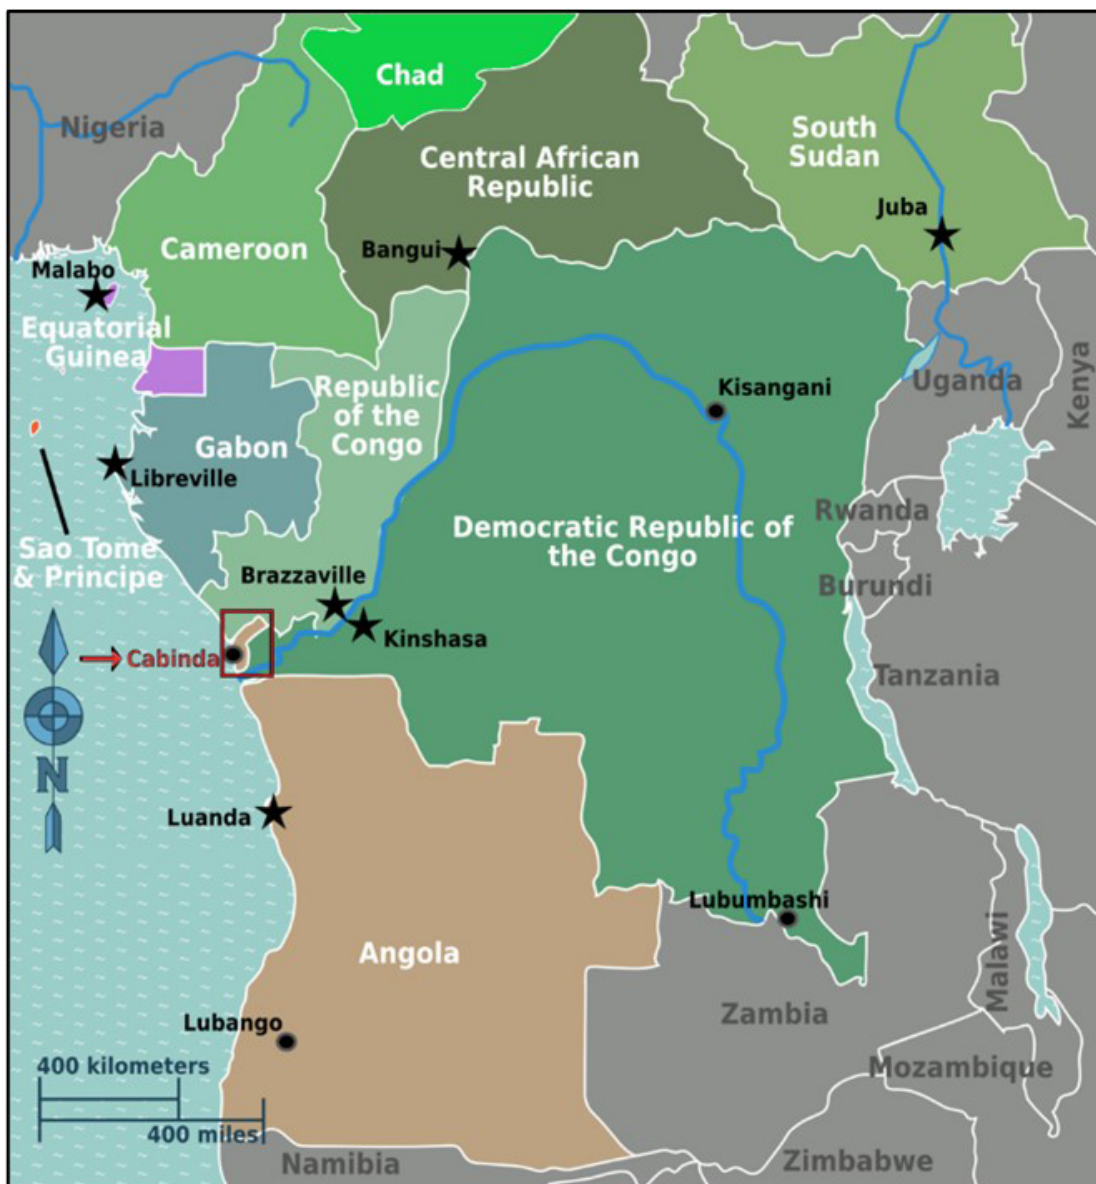 Chad
Nigeria
Central African
Republic
South
Sudan
Juba
Bangui
Cameroon
Malabo
Equatorial
Guinea
Uganda
Kenya
Republic
of the
Congo
Kisangani
Gabon
Libreville
Rwanda
Democratic Republic of
the Congo
Sao Tome
& Principe
Brazzaville
Burundi
Kinshasa
Cabinda
Tanzania
N
Luanda
Lubumbashi
Angola
Malawi
Zambia
Lubango
400 kilometers
400 miles
Mozambique
Namibia
Zimbabwe